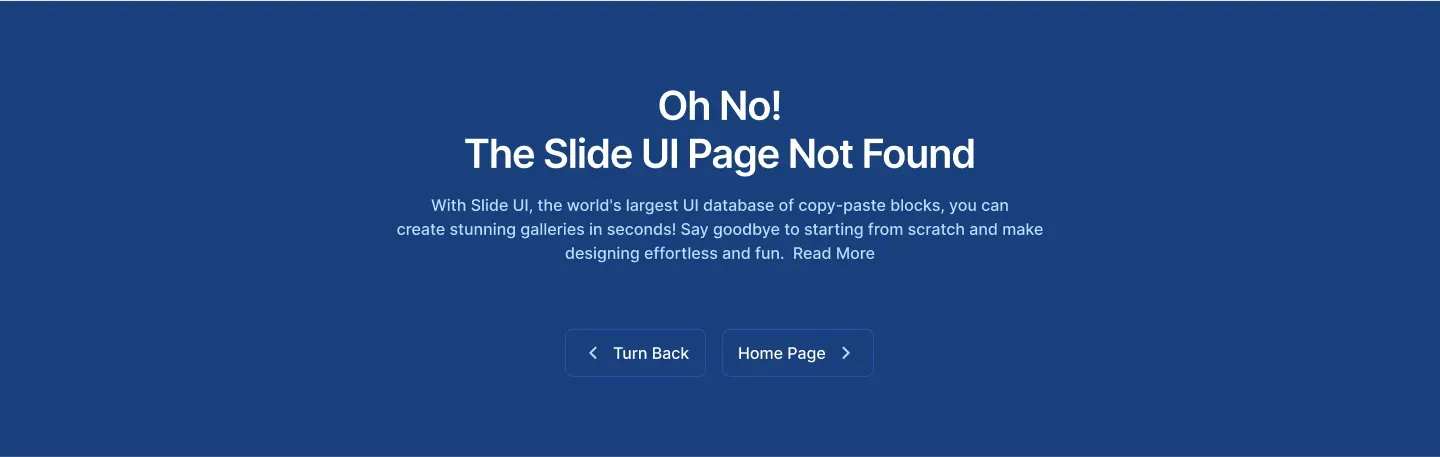 Oh No!
The Slide UI Page Not Found
With Slide UI, the world's largest UI database of copy-paste blocks, you can
create stunning galleries in seconds! Say goodbye to starting from scratch and make
designing effortless and fun. Read More
Turn Back
Home Page